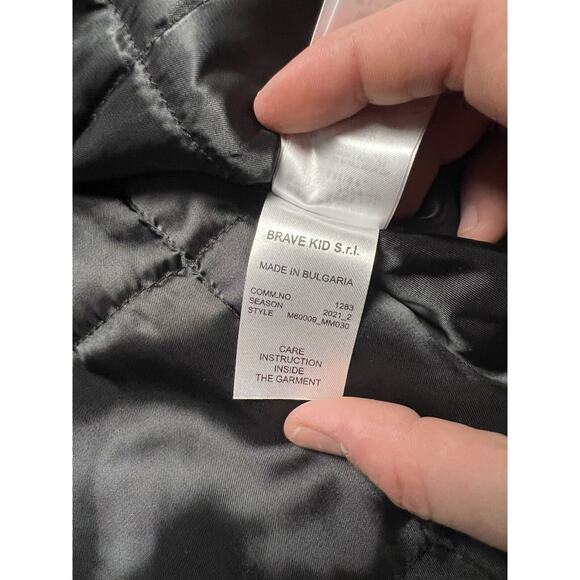 BRAVE KID S.r.l.
MADE IN BULGARIA
COMM.NO 1283
SEASON 2021_2
STYLE M60009_MM030
CARE
INSTRUCTION
INSIDE
THE GARMENT